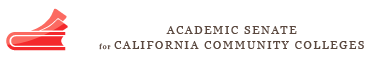 ACADEMIC SENATE
for CALIFORNIA COMMUNITY COLLEGES